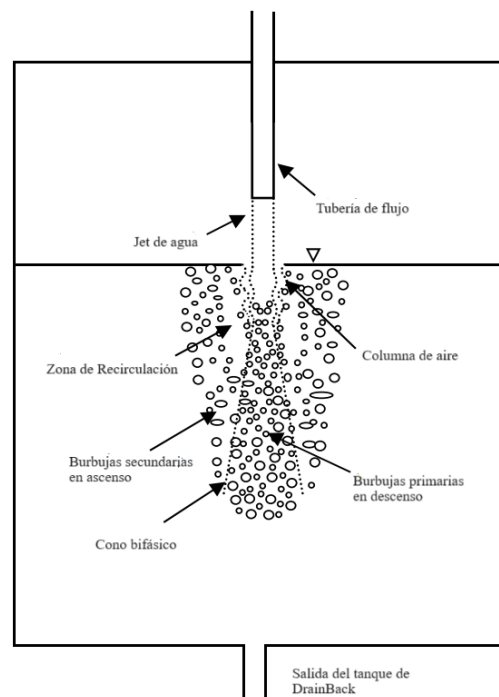 Tubería de flujo
Jet de agua
Columna de aire
Zona de Recirculación
Burbujas secundarias
en ascenso
Burbujas primarias
en descenso
Cono bifásico
Salida del tanque de
DrainBack